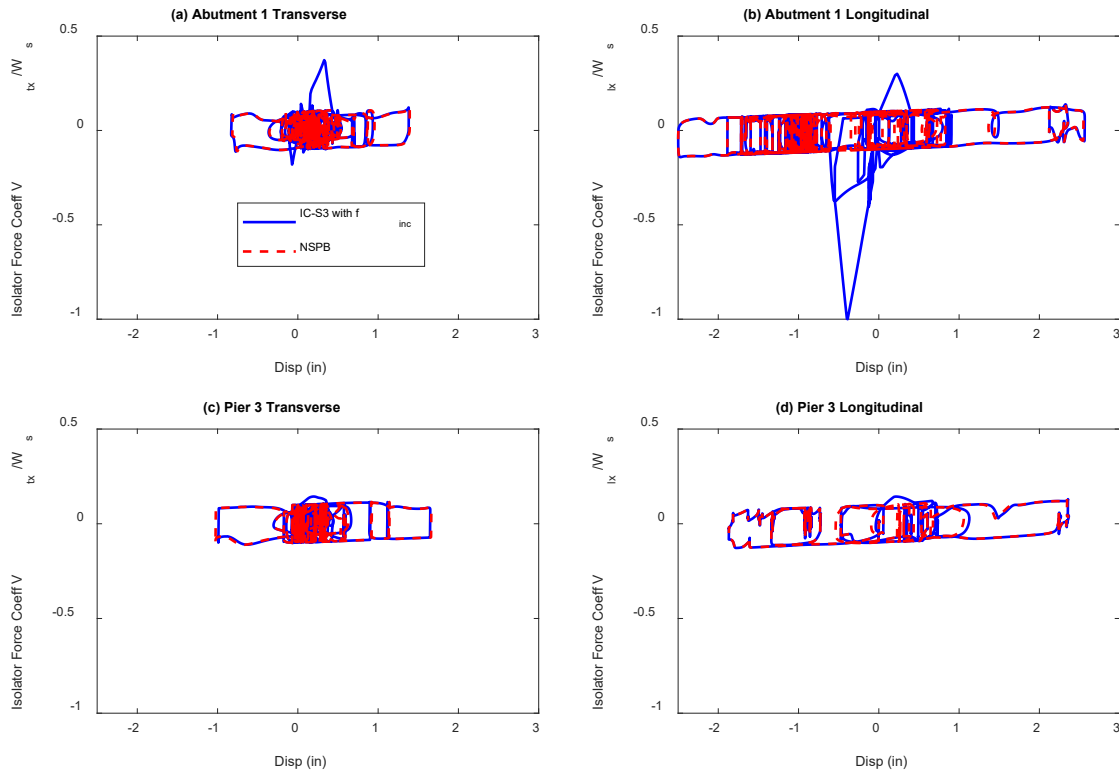 (a) Abutment 1 Transverse
Isolator Force Coeff V tx /W s
0.5
0
-0.5
-1
IC-S3 with f inc
NSPB
-2 -1 0 1 2 3
Disp (in)
(b) Abutment 1 Longitudinal
Isolator Force Coeff V lx /W s
0.5
0
-0.5
-1
-2 -1 0 1 2 3
Disp (in)
(c) Pier 3 Transverse
Isolator Force Coeff V tx /W s
0.5
0
-0.5
-1
-2 -1 0 1 2 3
Disp (in)
(d) Pier 3 Longitudinal
Isolator Force Coeff V lx /W s
0.5
0
-0.5
-1
-2 -1 0 1 2 3
Disp (in)